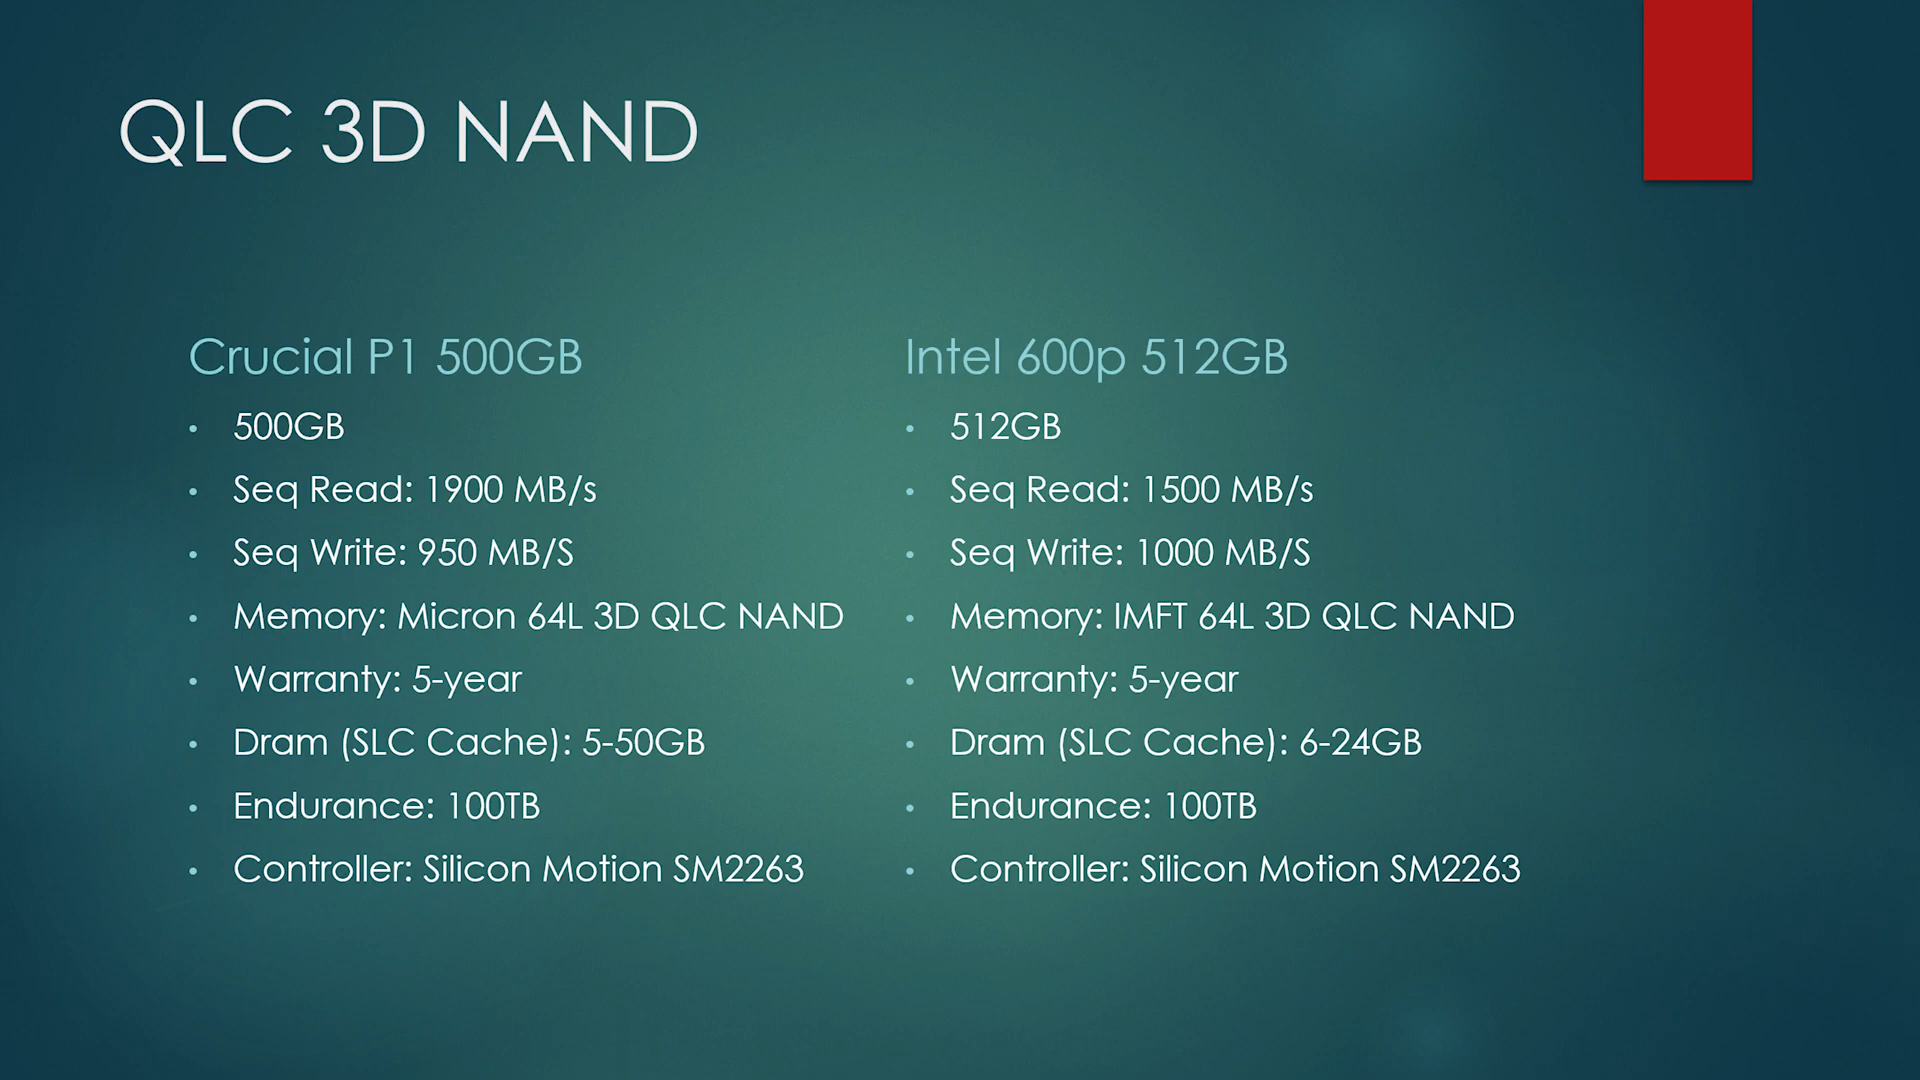 QLC 3D NAND
Crucial P1 500GB
• 500GB
• Seq Read: 1900 MB/s
• Seq Write: 950 MB/S
• Memory: Micron 64L 3D QLC NAND
• Warranty: 5-year
• Dram (SLC Cache): 5-50GB
• Endurance: 100TB
• Controller: Silicon Motion SM2263
Intel 600p 512GB
• 512GB
• Seq Read: 1500 MB/s
• Seq Write: 1000 MB/S
• Memory: IMFT 64L 3D QLC NAND
• Warranty: 5-year
• Dram (SLC Cache): 6-24GB
• Endurance: 100TB
• Controller: Silicon Motion SM2263